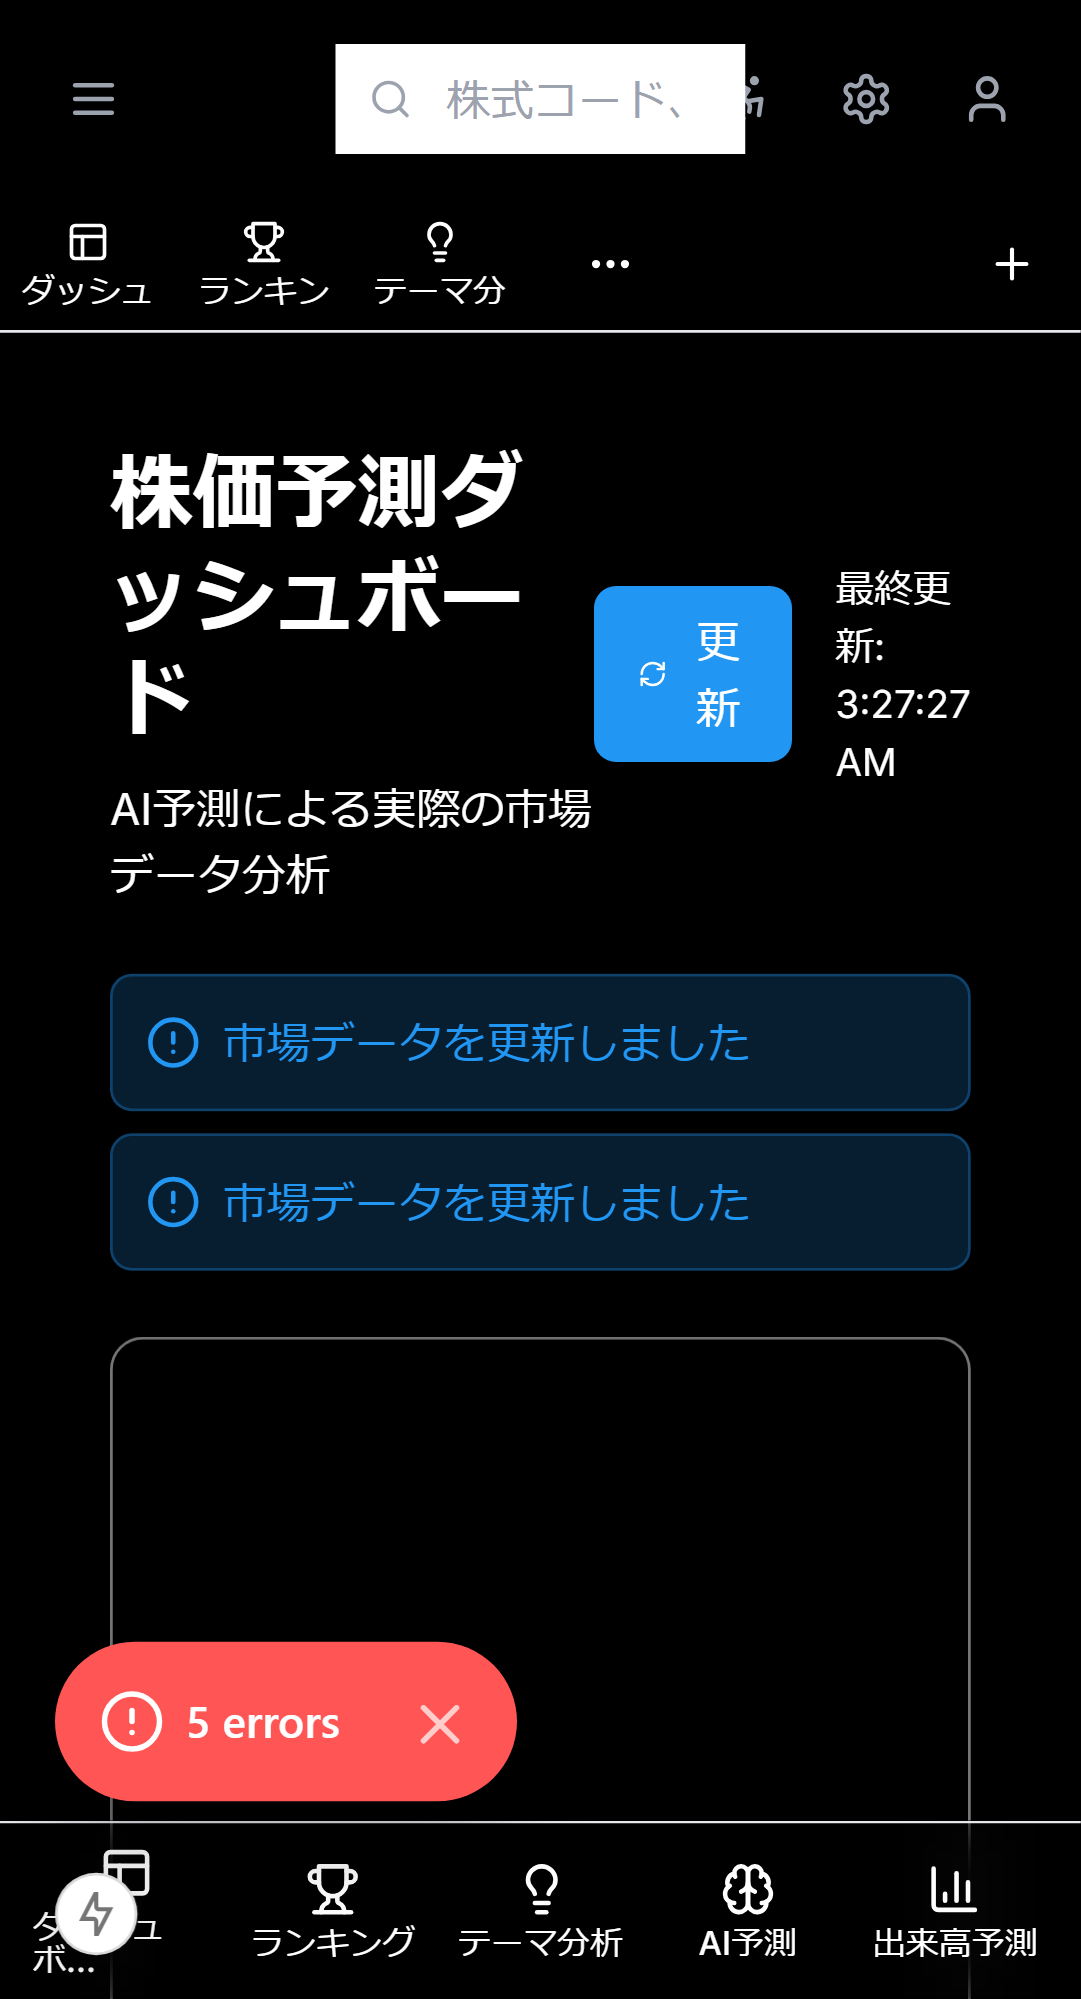 株式コード、
ダッシュ
ランキン
テーマ分
株価予測ダ
ッシュボー
ド
更
新
最終更
新:
3:27:27
AM
AI予測による実際の市場
データ分析
市場データを更新しました
市場データを更新しました
5 errors
ボ...
ランキング
テーマ分析
AI予測
出来高予測